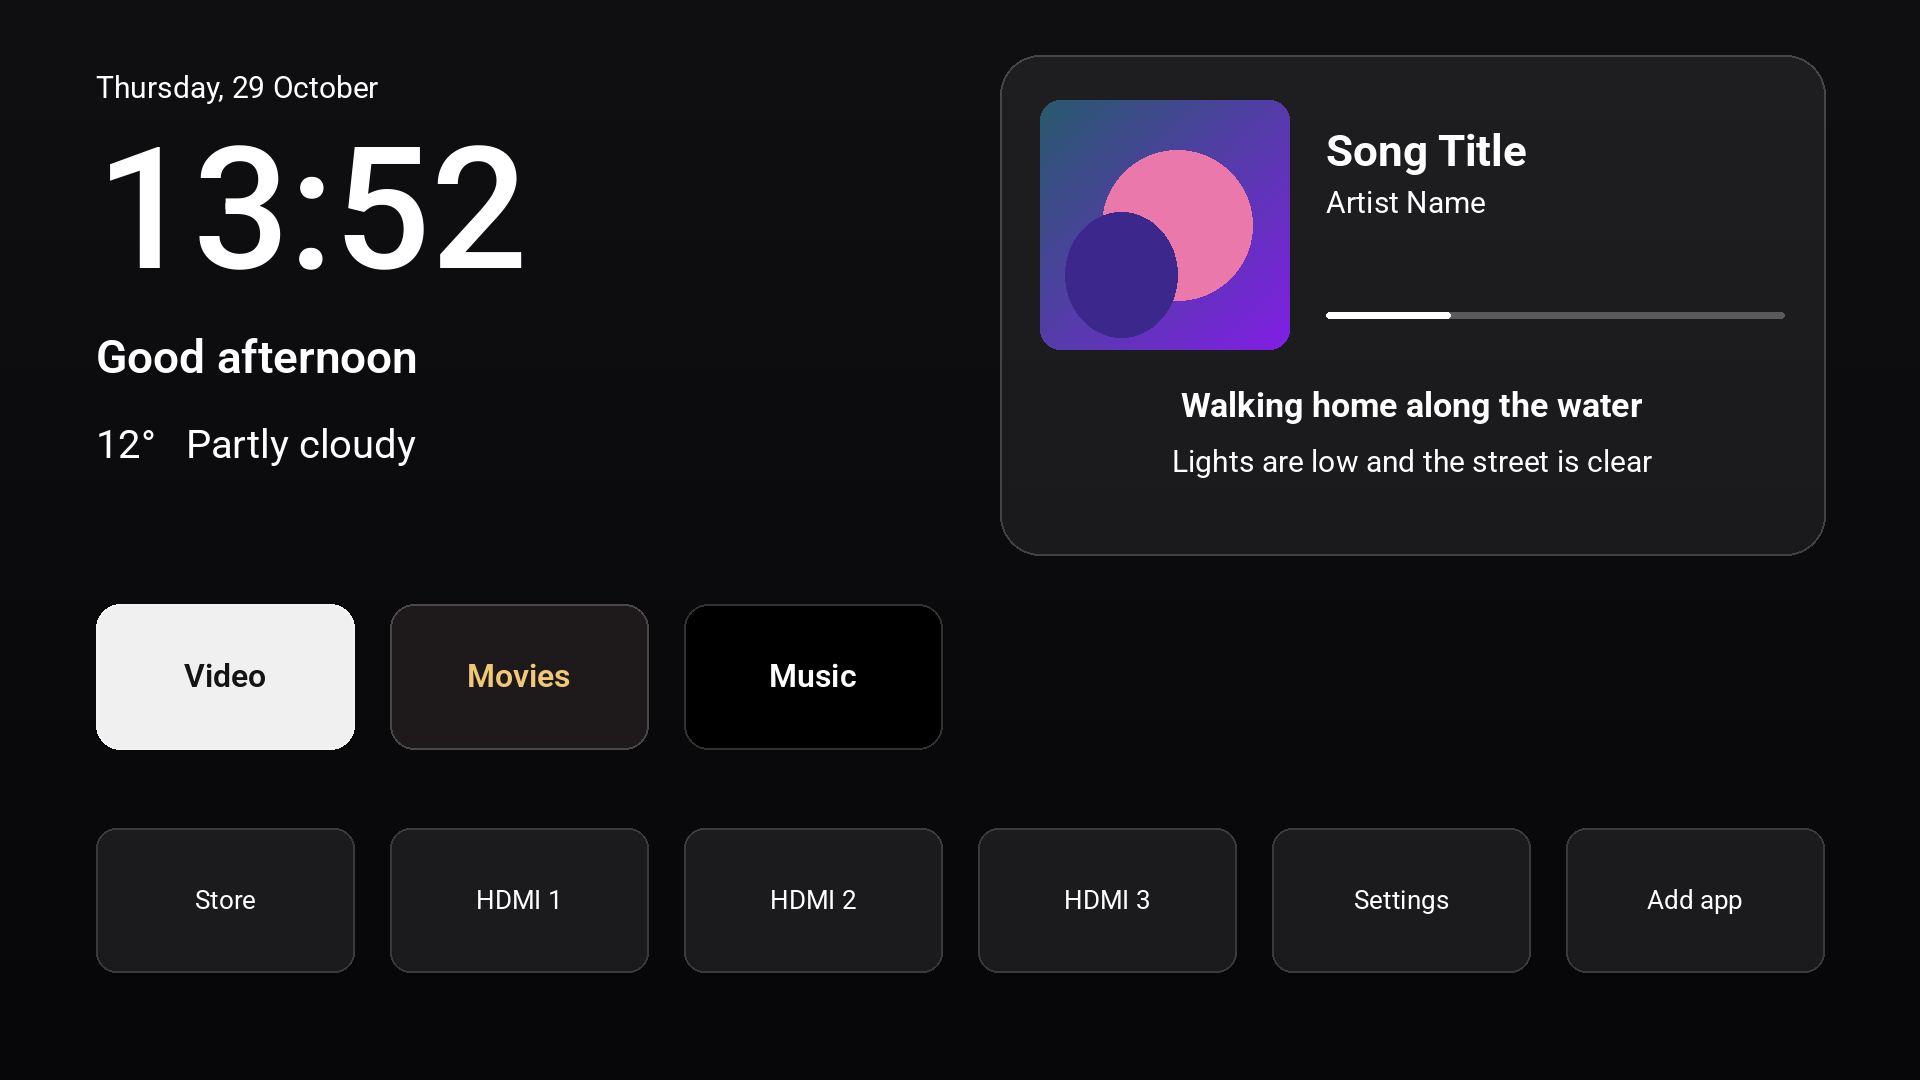 Thursday, 29 October
13:52
Good afternoon
12° Partly cloudy
Song Title
Artist Name
Walking home along the water
Lights are low and the street is clear
Video
Movies
Music
Store
HDMI 1
HDMI 2
HDMI 3
Settings
Add app